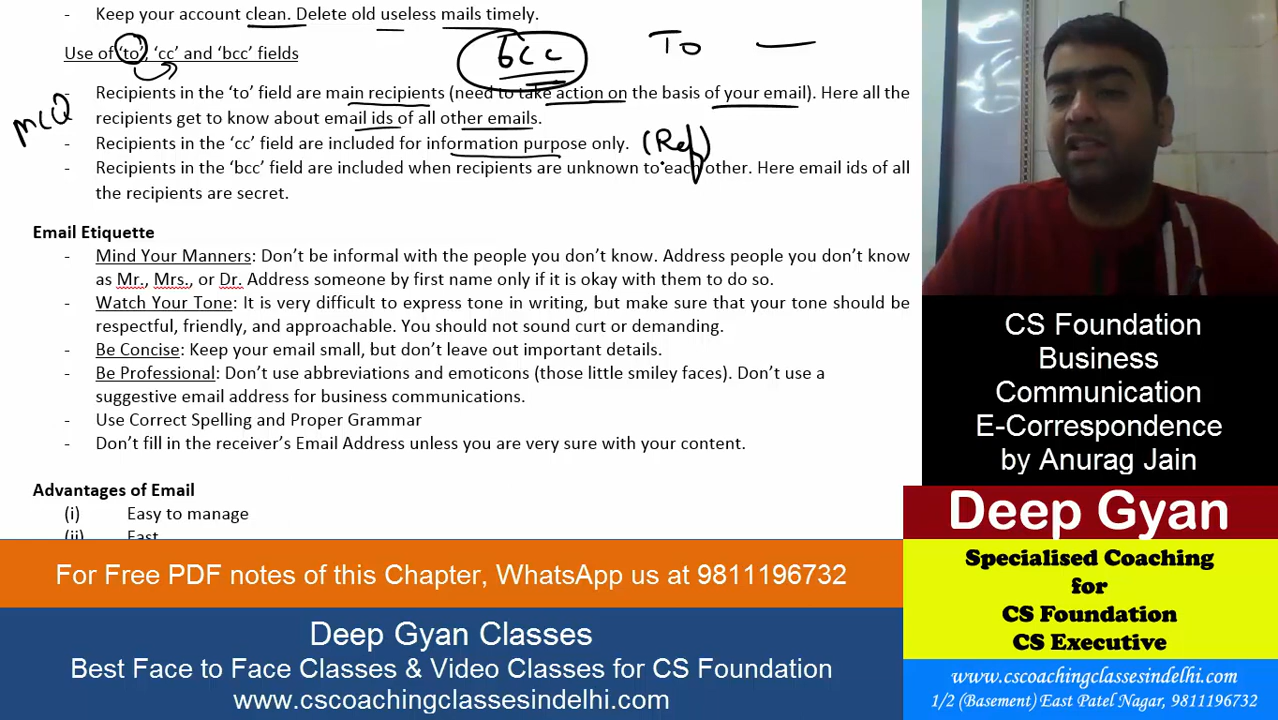 - Keep your account clean. Delete old useless mails timely.
Use of 'to', 'cc' and 'bcc' fields
bcc
To
- Recipients in the 'to' field are main recipients (need to take action on the basis of your email). Here all the
recipients get to know about email ids of all other emails.
MCQ
- Recipients in the 'cc' field are included for information purpose only.
(Ref)
- Recipients in the 'bcc' field are included when recipients are unknown to each other. Here email ids of all
the recipients are secret.
Email Etiquette
- Mind Your Manners: Don't be informal with the people you don't know. Address people you don't know
as Mr., Mrs., or Dr. Address someone by first name only if it is okay with them to do so.
- Watch Your Tone: It is very difficult to express tone in writing, but make sure that your tone should be
respectful, friendly, and approachable. You should not sound curt or demanding.
- Be Concise: Keep your email small, but don't leave out important details.
- Be Professional: Don't use abbreviations and emoticons (those little smiley faces). Don't use a
suggestive email address for business communications.
- Use Correct Spelling and Proper Grammar
- Don't fill in the receiver's Email Address unless you are very sure with your content.
Advantages of Email
(i) Easy to manage
(ii) Fast
CS Foundation
Business
Communication
E-Correspondence
by Anurag Jain
Deep Gyan
Specialised Coaching
for
CS Foundation
CS Executive
www.cscoachingclassesindelhi.com
1/2 (Basement) East Patel Nagar, 9811196732
For Free PDF notes of this Chapter, WhatsApp us at 9811196732
Deep Gyan Classes
Best Face to Face Classes & Video Classes for CS Foundation
www.cscoachingclassesindelhi.com